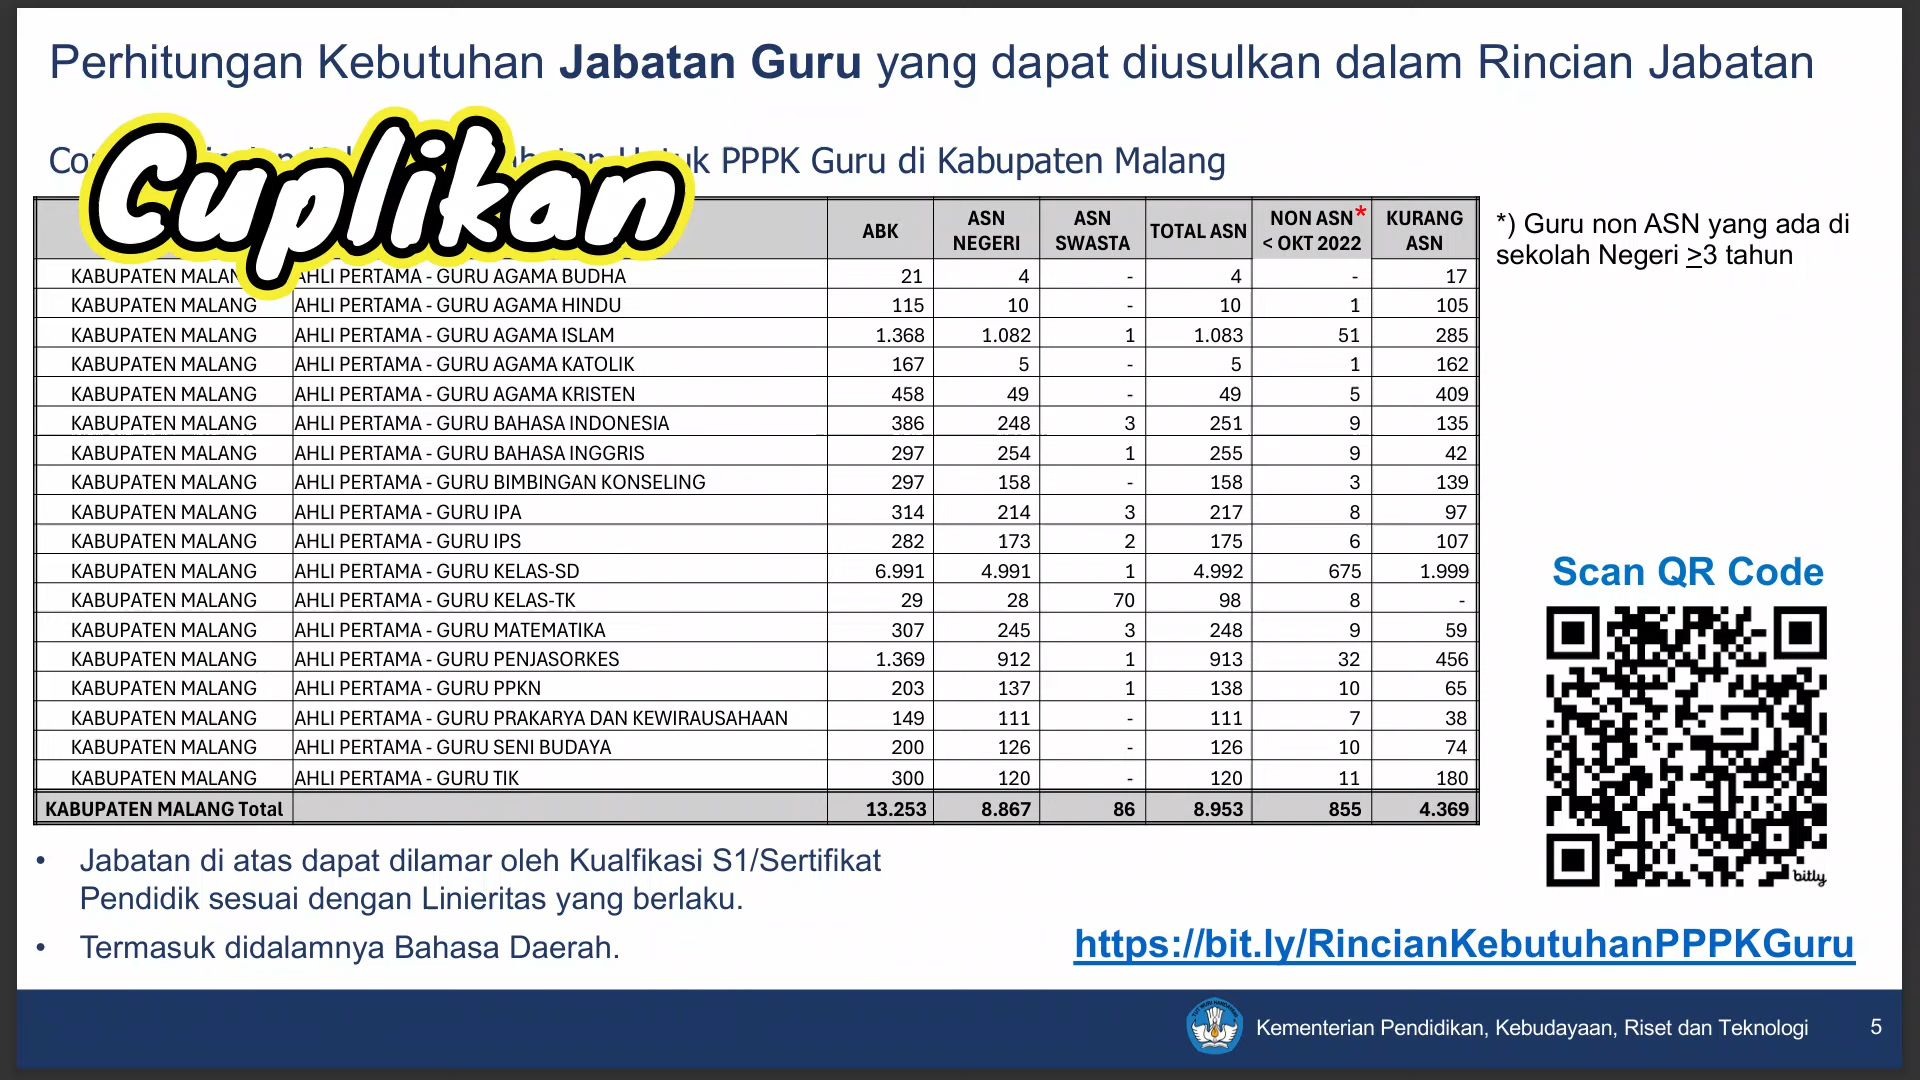 Perhitungan Kebutuhan Jabatan Guru yang dapat diusulkan dalam Rincian Jabatan
Cuplikan
PPPK Guru di Kabupaten Malang
ABK ASN NEGERI ASN SWASTA TOTAL ASN NON ASN* < OKT 2022 KURANG ASN
KABUPATEN MALANG AHLI PERTAMA - GURU AGAMA BUDHA 21 4 - 4 - 17
KABUPATEN MALANG AHLI PERTAMA - GURU AGAMA HINDU 115 10 - 10 1 105
KABUPATEN MALANG AHLI PERTAMA - GURU AGAMA ISLAM 1.368 1.082 1 1.083 51 285
KABUPATEN MALANG AHLI PERTAMA - GURU AGAMA KATOLIK 167 5 - 5 1 162
KABUPATEN MALANG AHLI PERTAMA - GURU AGAMA KRISTEN 458 49 - 49 5 409
KABUPATEN MALANG AHLI PERTAMA - GURU BAHASA INDONESIA 386 248 3 251 9 135
KABUPATEN MALANG AHLI PERTAMA - GURU BAHASA INGGRIS 297 254 1 255 9 42
KABUPATEN MALANG AHLI PERTAMA - GURU BIMBINGAN KONSELING 297 158 - 158 3 139
KABUPATEN MALANG AHLI PERTAMA - GURU IPA 314 214 3 217 8 97
KABUPATEN MALANG AHLI PERTAMA - GURU IPS 282 173 2 175 6 107
KABUPATEN MALANG AHLI PERTAMA - GURU KELAS-SD 6.991 4.991 1 4.992 675 1.999
KABUPATEN MALANG AHLI PERTAMA - GURU KELAS-TK 29 28 70 98 8 -
KABUPATEN MALANG AHLI PERTAMA - GURU MATEMATIKA 307 245 3 248 9 59
KABUPATEN MALANG AHLI PERTAMA - GURU PENJASORKES 1.369 912 1 913 32 456
KABUPATEN MALANG AHLI PERTAMA - GURU PPKN 203 137 1 138 10 65
KABUPATEN MALANG AHLI PERTAMA - GURU PRAKARYA DAN KEWIRAUSAHAAN 149 111 - 111 7 38
KABUPATEN MALANG AHLI PERTAMA - GURU SENI BUDAYA 200 126 - 126 10 74
KABUPATEN MALANG AHLI PERTAMA - GURU TIK 300 120 - 120 11 180
KABUPATEN MALANG Total 13.253 8.867 86 8.953 855 4.369
*) Guru non ASN yang ada di
sekolah Negeri ≥3 tahun
Scan QR Code
bitly
• Jabatan di atas dapat dilamar oleh Kualfikasi S1/Sertifikat
Pendidik sesuai dengan Linieritas yang berlaku.
• Termasuk didalamnya Bahasa Daerah.
https://bit.ly/RincianKebutuhanPPPKGuru
Kementerian Pendidikan, Kebudayaan, Riset dan Teknologi 5